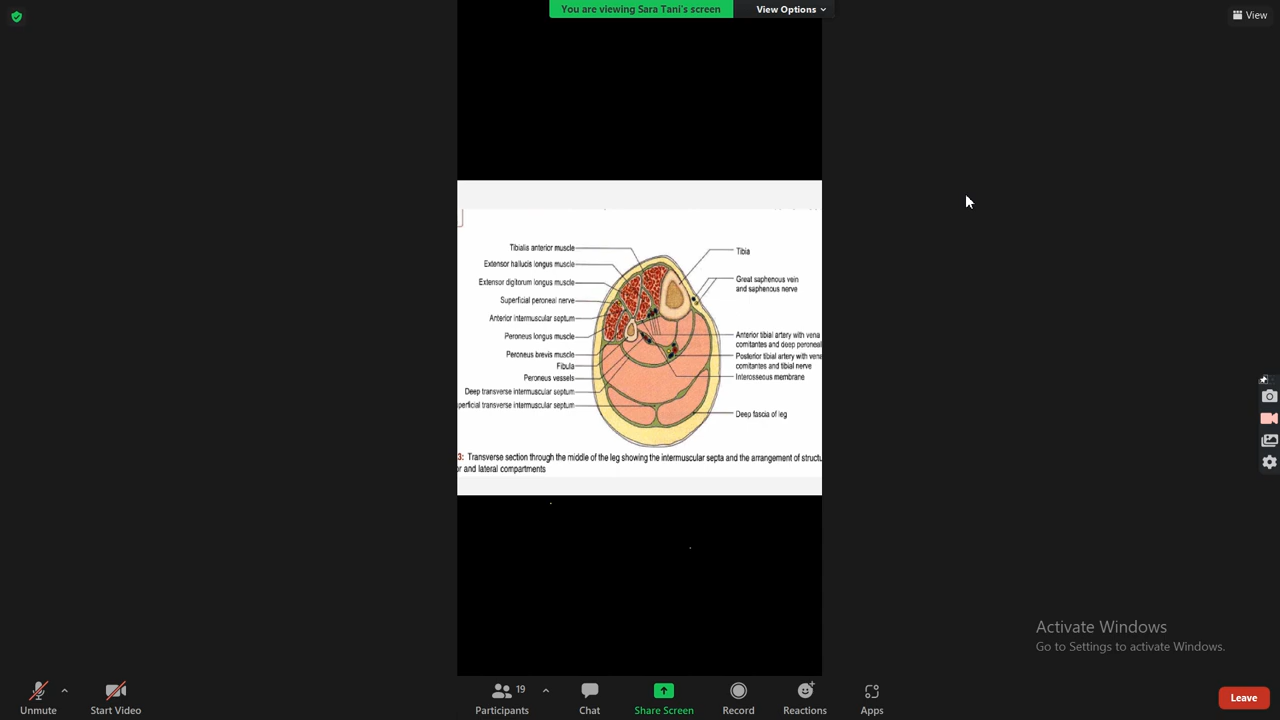 You are viewing Sara Tani's screen
View Options
View
Tibialis anterior muscle
Extensor hallucis longus muscle
Extensor digitorum longus muscle
Superficial peroneal nerve
Anterior intermuscular septum
Peroneus longus muscle
Peroneus brevis muscle
Fibula
Peroneus vessels
Deep transverse intermuscular septum
perficial transverse intermuscular septum
Tibia
Great saphenous vein
and saphenous nerve
Anterior tibial artery with vena
comitantes and deep peroneal
Posterior tibial artery with vena
comitantes and tibial nerve
Interosseous membrane
Deep fascia of leg
3: Transverse section through the middle of the leg showing the intermuscular septa and the arrangement of structu
or and lateral compartments
Activate Windows
Go to Settings to activate Windows.
Unmute
Start Video
19
Participants
Chat
Share Screen
Record
Reactions
Apps
Leave